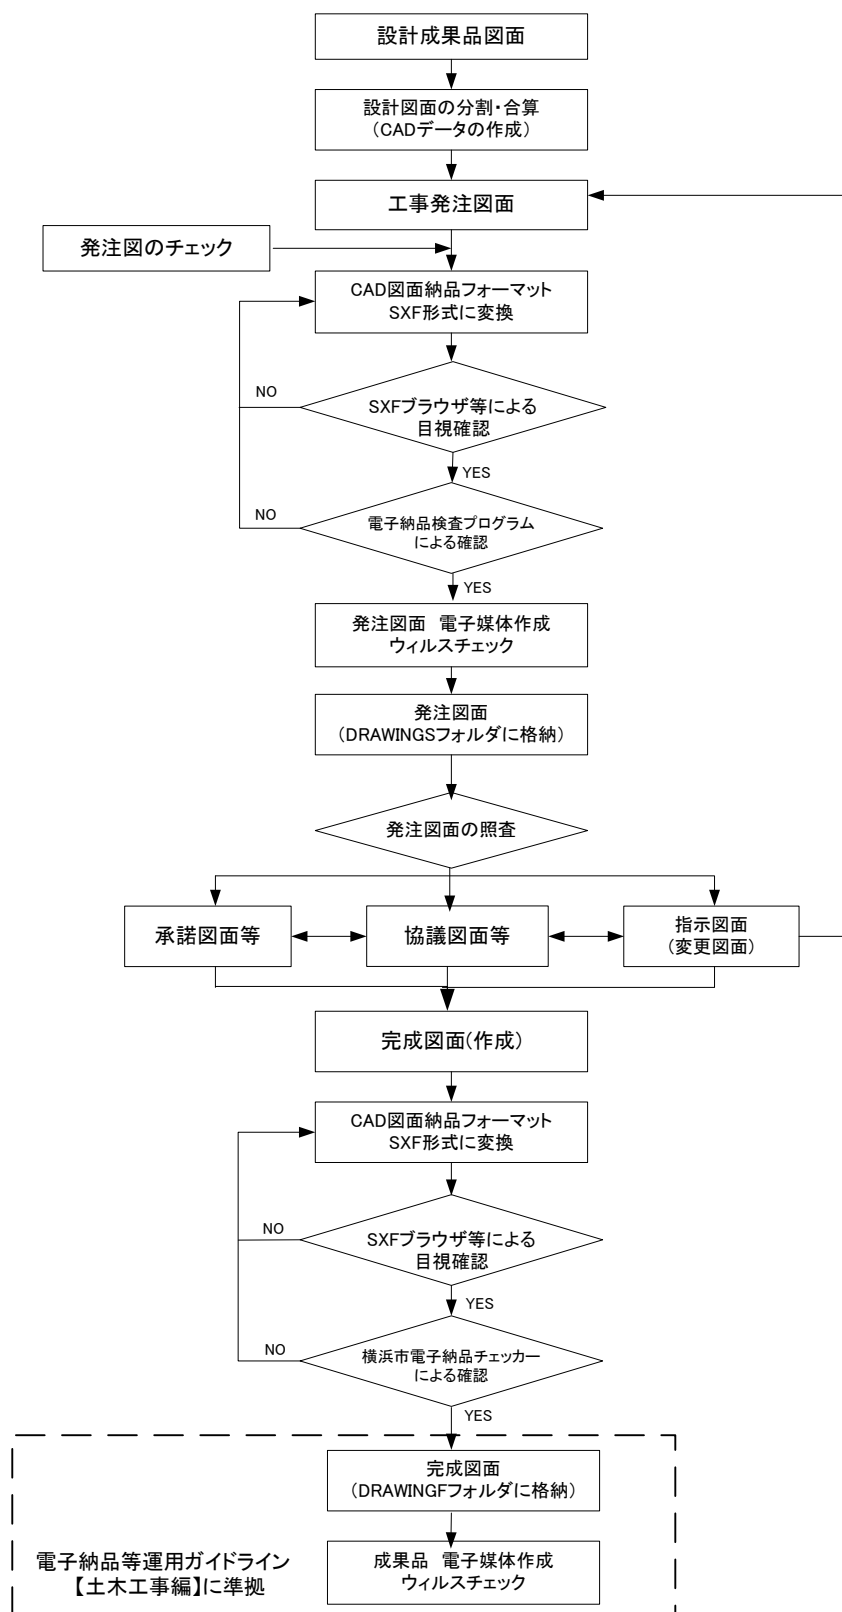 設計成果品図面
設計図面の分割・合算
(CADデータの作成)
工事発注図面
発注図のチェック
CAD図面納品フォーマット
SXF形式に変換
NO
SXFブラウザ等による
目視確認
YES
NO
電子納品検査プログラム
による確認
YES
発注図面 電子媒体作成
ウィルスチェック
発注図面
(DRAWINGSフォルダに格納)
発注図面の照査
承諾図面等
協議図面等
指示図面
(変更図面)
完成図面(作成)
CAD図面納品フォーマット
SXF形式に変換
NO
SXFブラウザ等による
目視確認
YES
NO
横浜市電子納品チェッカー
による確認
YES
完成図面
(DRAWINGFフォルダに格納)
電子納品等運用ガイドライン
【土木工事編】に準拠
成果品 電子媒体作成
ウィルスチェック